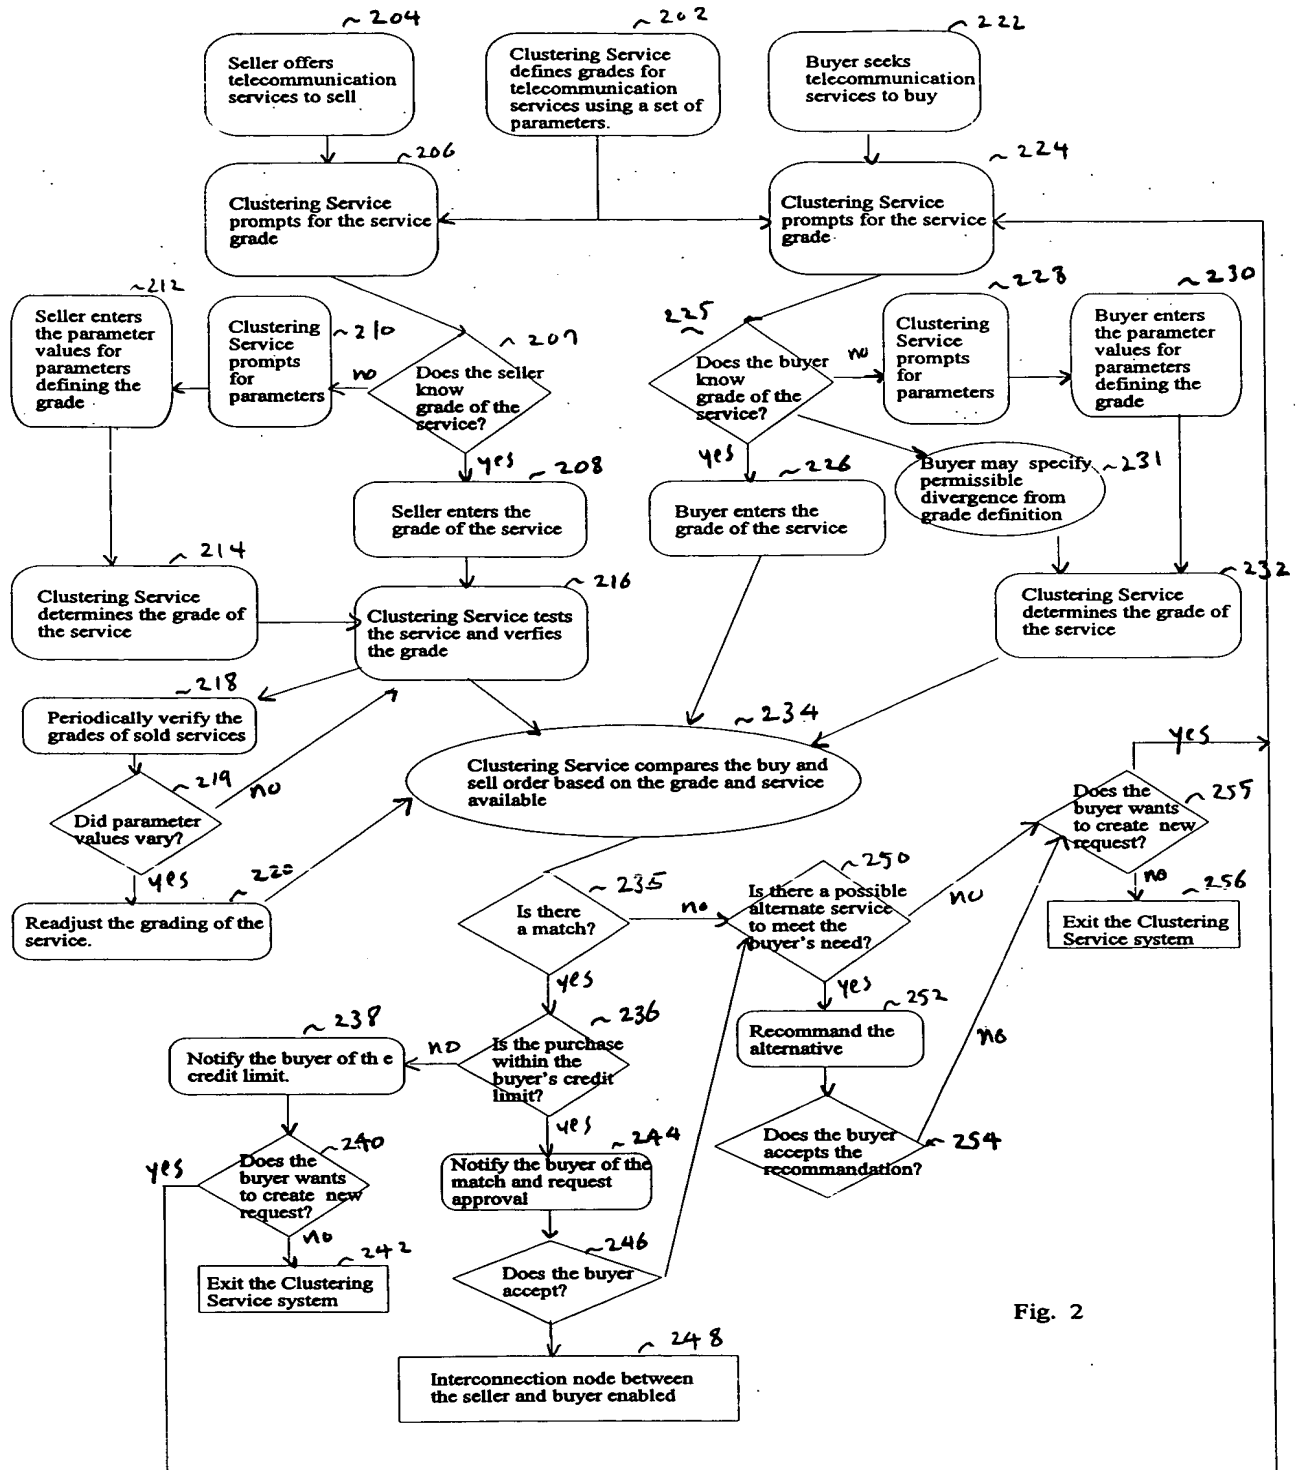 ~ 204
Seller offers
telecommunication
services to sell
~ 202
Clustering Service
defines grades for
telecommunication
services using a set of
parameters.
~ 222
Buyer seeks
telecommunication
services to buy
~ 206
Clustering Service
prompts for the service
grade
~ 224
Clustering Service
prompts for the service
grade
~212
Seller enters
the parameter
values for
parameters
defining the
grade
~210
Clustering
Service
prompts
for
parameters
no
~ 207
Does the seller
know
grade of the
service?
yes
225
~
Does the buyer
know
grade of the
service?
no
yes
~ 228
Clustering
Service
prompts
for
parameters
~ 230
Buyer enters
the parameter
values for
parameters
defining the
grade
~ 208
Seller enters the
grade of the service
~ 226
Buyer enters the
grade of the service
~231
Buyer may specify
permissible
divergence from
grade definition
~ 214
Clustering Service
determines the grade of
the service
~ 216
Clustering Service tests
the service and verfies
the grade
~ 232
Clustering Service
determines the grade of
the service
~218
Periodically verify the
grades of sold services
~ 219
Did parameter
values vary?
no
yes
~ 220
Readjust the grading of the
service.
~ 234
Clustering Service compares the buy and
sell order based on the grade and service
available
yes
~ 255
Does the
buyer wants
to create new
request?
no
~ 256
Exit the Clustering
Service system
~ 235
Is there
a match?
no
yes
~ 250
Is there a possible
alternate service
to meet the
buyer's need?
no
yes
~ 252
Recommand the
alternative
no
~ 254
Does the buyer
accepts the
recommandation?
~ 236
Is the purchase
within the
buyer's credit
limit?
no
yes
~ 238
Notify the buyer of th e
credit limit.
~240
yes
Does the
buyer wants
to create new
request?
no
~ 242
Exit the Clustering
Service system
~ 244
Notify the buyer of the
match and request
approval
~246
Does the buyer
accept?
~ 248
Interconnection node between
the seller and buyer enabled
Fig. 2